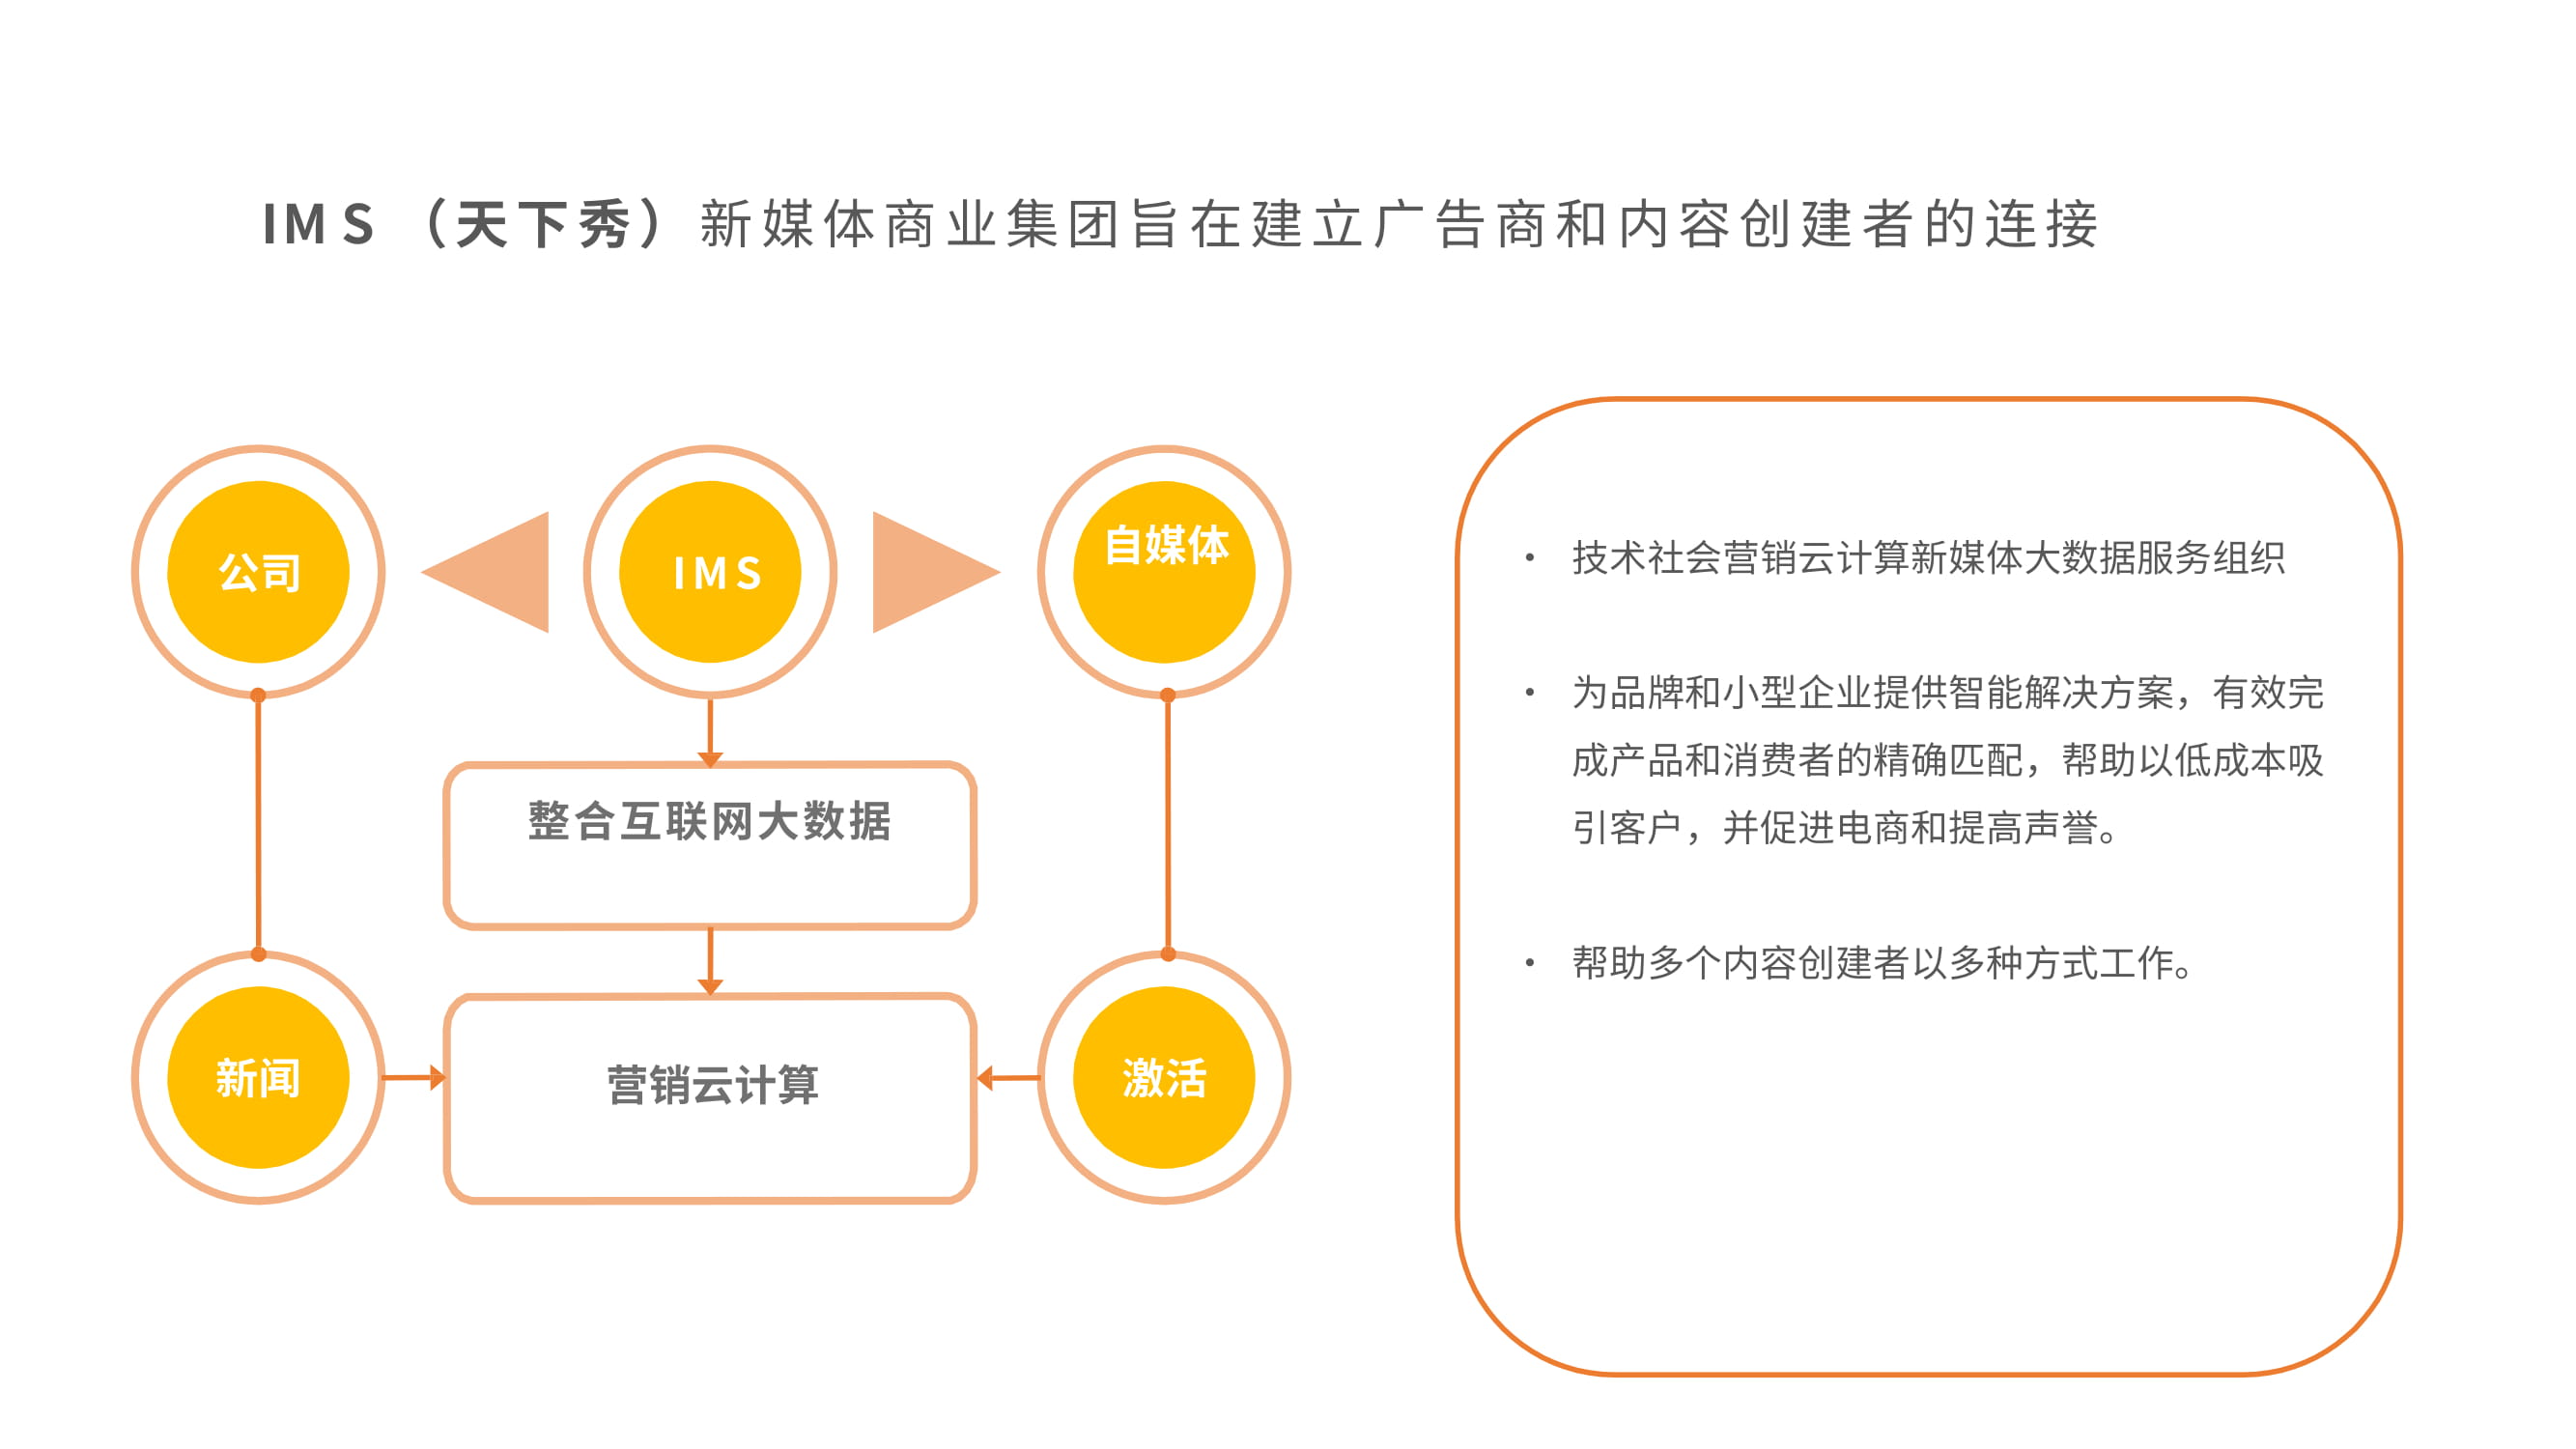 IMS（天下秀）新媒体商业集团旨在建立广告商和内容创建者的连接
公司
IMS
自媒体
整合互联网大数据
新闻
营销云计算
激活
• 技术社会营销云计算新媒体大数据服务组织
• 为品牌和小型企业提供智能解决方案，有效完
成产品和消费者的精确匹配，帮助以低成本吸
引客户，并促进电商和提高声誉。
• 帮助多个内容创建者以多种方式工作。